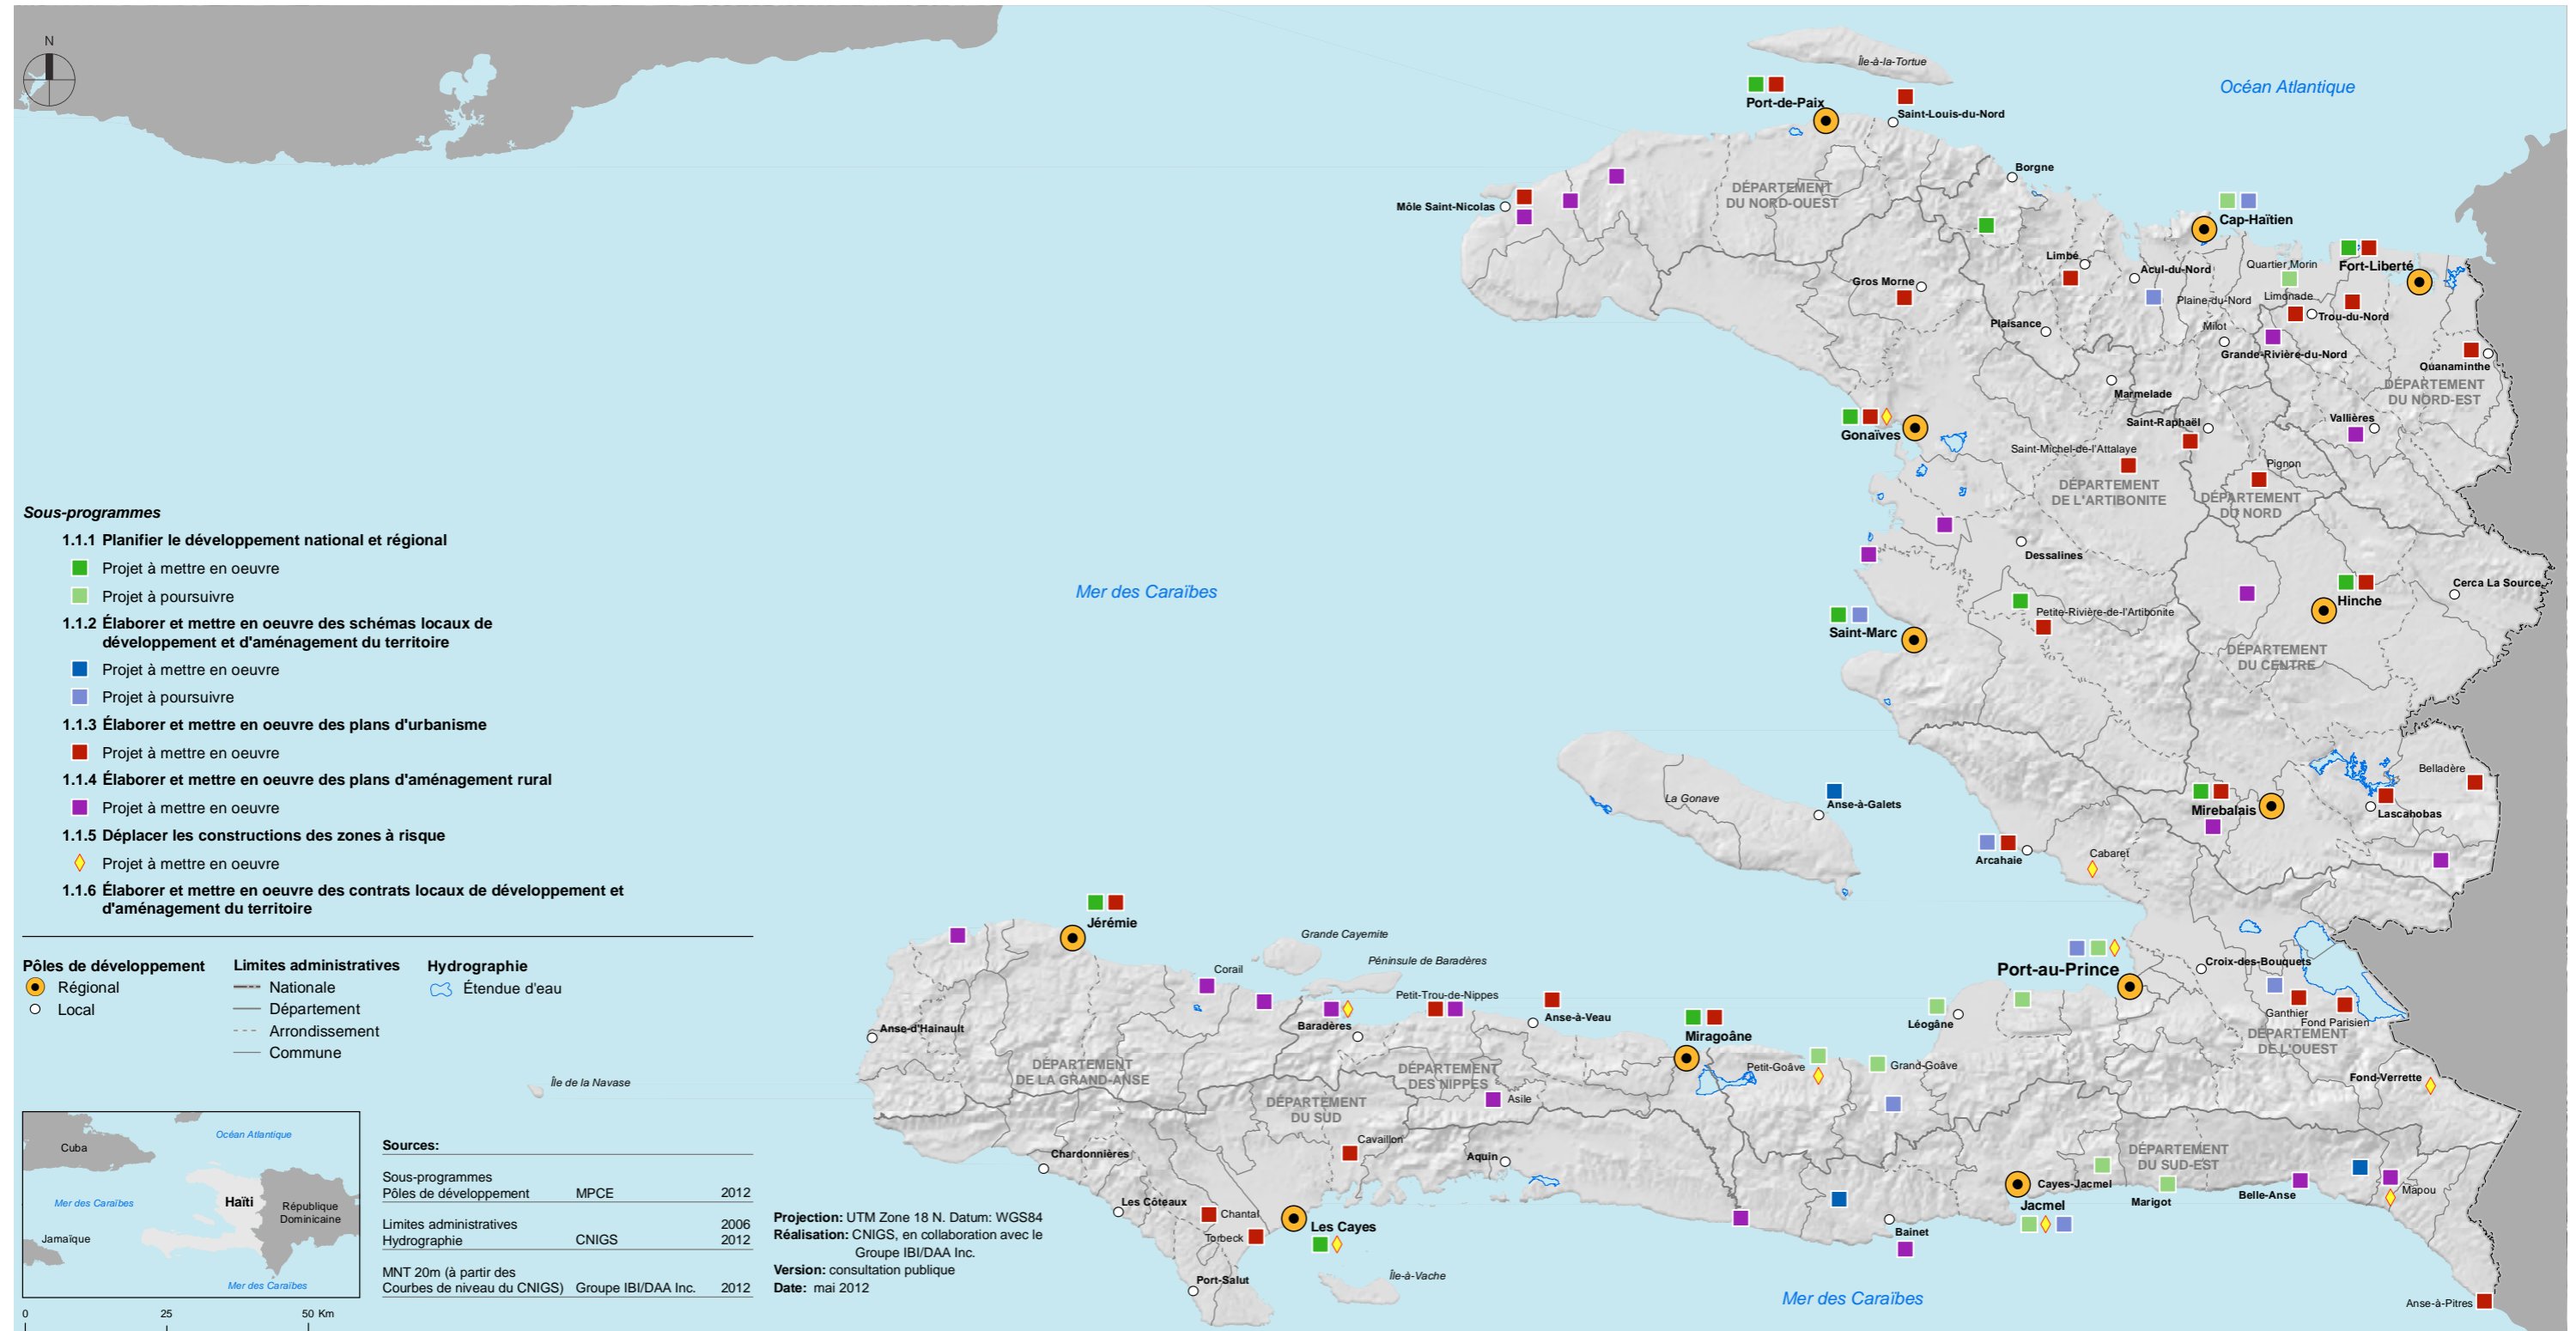 N
Île-à-la-Tortue
Océan Atlantique
Port-de-Paix
Saint-Louis-du-Nord
Borgne
Môle Saint-Nicolas
DÉPARTEMENT
DU NORD-OUEST
Cap-Haïtien
Limbé
Acul-du-Nord
Quartier Morin
Fort-Liberté
Gros Morne
Plaine-du-Nord
Limonade
Trou-du-Nord
Plaisance
Milot
Grande-Rivière-du-Nord
Ouanaminthe
DÉPARTEMENT
DU NORD-EST
Marmelade
Saint-Raphaël
Vallières
Gonaïves
Saint-Michel-de-l'Attalaye
Pignon
DÉPARTEMENT
DE L'ARTIBONITE
DÉPARTEMENT
DU NORD
Dessalines
Mer des Caraïbes
Cerca La Source
Hinche
Petite-Rivière-de-l'Artibonite
Saint-Marc
DÉPARTEMENT
DU CENTRE
Belladère
La Gonave
Anse-à-Galets
Mirebalais
Lascahobas
Arcahaie
Cabaret
Sous-programmes
1.1.1 Planifier le développement national et régional
Projet à mettre en oeuvre
Projet à poursuivre
1.1.2 Élaborer et mettre en oeuvre des schémas locaux de
développement et d'aménagement du territoire
Projet à mettre en oeuvre
Projet à poursuivre
1.1.3 Élaborer et mettre en oeuvre des plans d'urbanisme
Projet à mettre en oeuvre
1.1.4 Élaborer et mettre en oeuvre des plans d'aménagement rural
Projet à mettre en oeuvre
1.1.5 Déplacer les constructions des zones à risque
Projet à mettre en oeuvre
1.1.6 Élaborer et mettre en oeuvre des contrats locaux de développement et
d'aménagement du territoire
Pôles de développement
Régional
Local
Limites administratives
Nationale
Département
Arrondissement
Commune
Hydrographie
Étendue d'eau
Jérémie
Grande Cayemite
Péninsule de Baradères
Corail
Petit-Trou-de-Nippes
Baradères
Anse-à-Veau
Anse-d'Hainault
Miragoâne
Port-au-Prince
Croix-des-Bouquets
Léogâne
Ganthier
Fond Parisien
DÉPARTEMENT
DE L'OUEST
DÉPARTEMENT
DE LA GRAND-ANSE
DÉPARTEMENT
DES NIPPES
Petit-Goâve
Grand-Goâve
Fond-Verrette
Île de la Navase
DÉPARTEMENT
DU SUD
Asile
Cavaillon
Aquin
Chardonnières
DÉPARTEMENT
DU SUD-EST
Les Côteaux
Cayes-Jacmel
Jacmel
Marigot
Belle-Anse
Mapou
Chantal
Torbeck
Les Cayes
Bainet
Port-Salut
Île-à-Vache
Mer des Caraïbes
Anse-à-Pitres
Océan Atlantique
Cuba
Mer des Caraïbes
Haïti
République
Dominicaine
Jamaïque
Mer des Caraïbes
0 25 50 Km
Sources:
Sous-programmes
Pôles de développement MPCE 2012
Limites administratives 2006
Hydrographie CNIGS 2012
MNT 20m (à partir des
Courbes de niveau du CNIGS) Groupe IBI/DAA Inc. 2012
Projection: UTM Zone 18 N. Datum: WGS84
Réalisation: CNIGS, en collaboration avec le
Groupe IBI/DAA Inc.
Version: consultation publique
Date: mai 2012